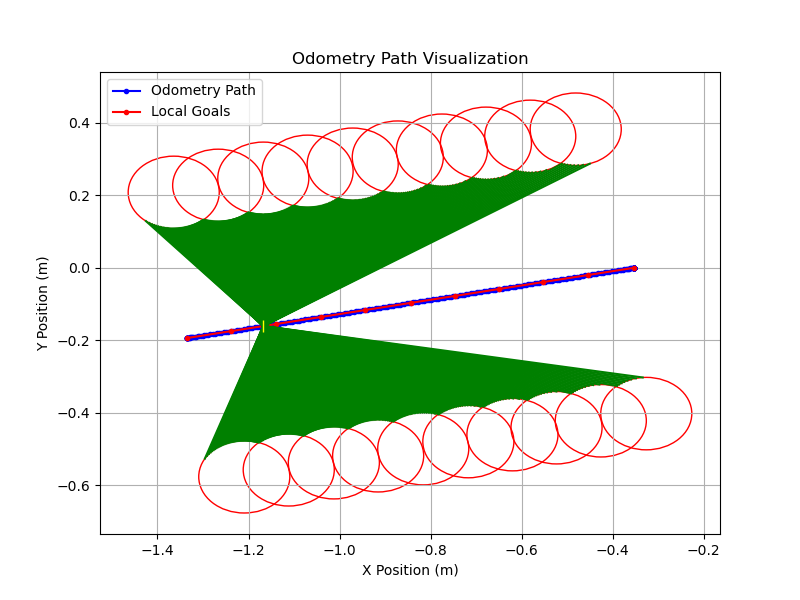 Odometry Path Visualization
Odometry Path
Local Goals
Y Position (m)
0.4
0.2
0.0
−0.2
−0.4
−0.6
−1.4
−1.2
−1.0
−0.8
−0.6
−0.4
−0.2
X Position (m)